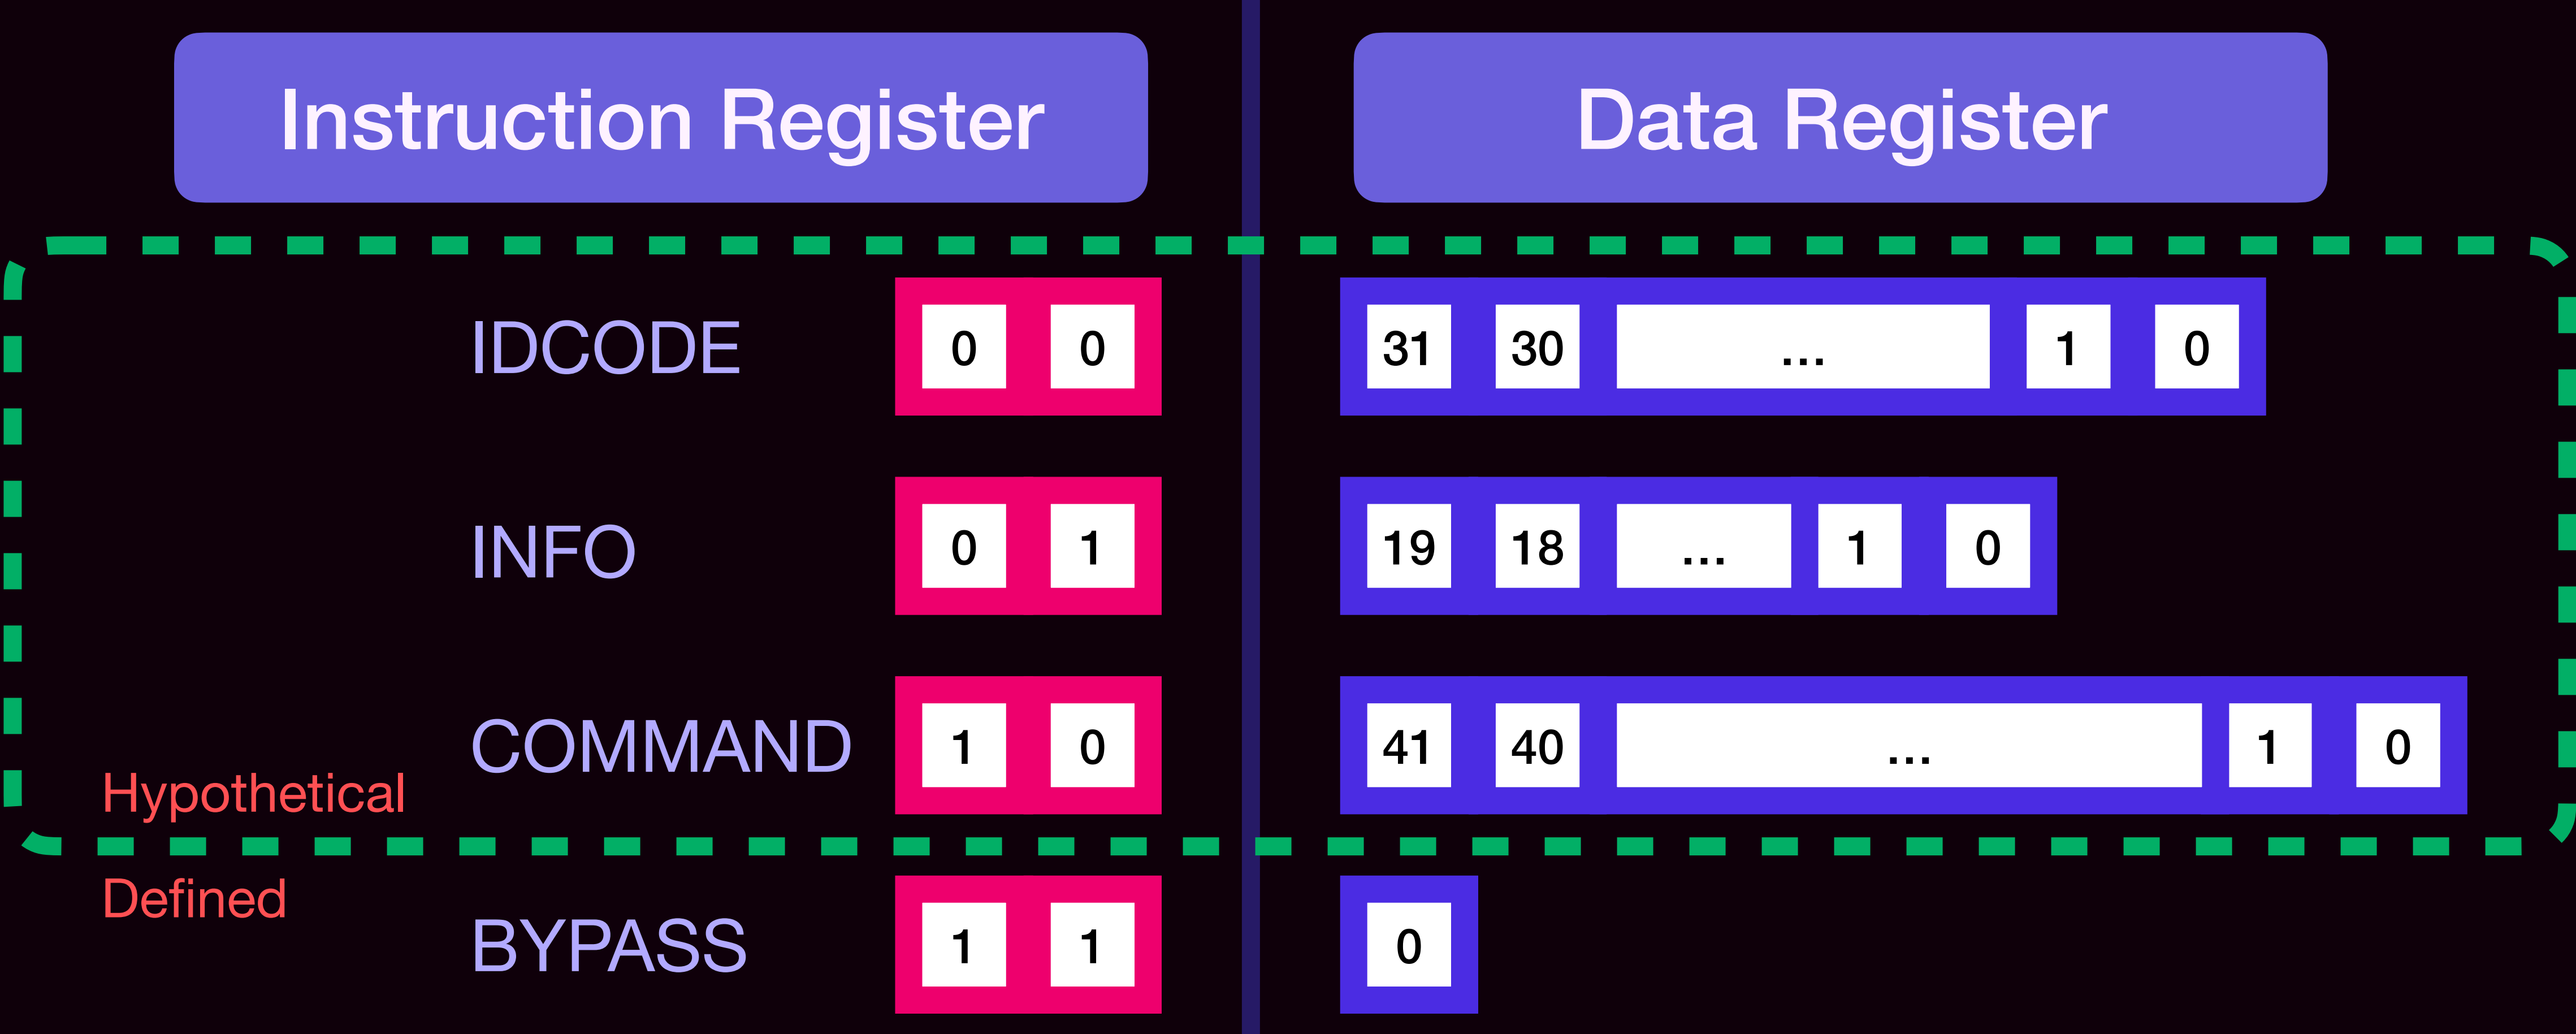 Instruction Register Data Register
IDCODE 0 0 31 30 ... 1 0
INFO 0 1 19 18 ... 1 0
COMMAND 1 0 41 40 ... 1 0
Hypothetical
Defined
BYPASS 1 1 0